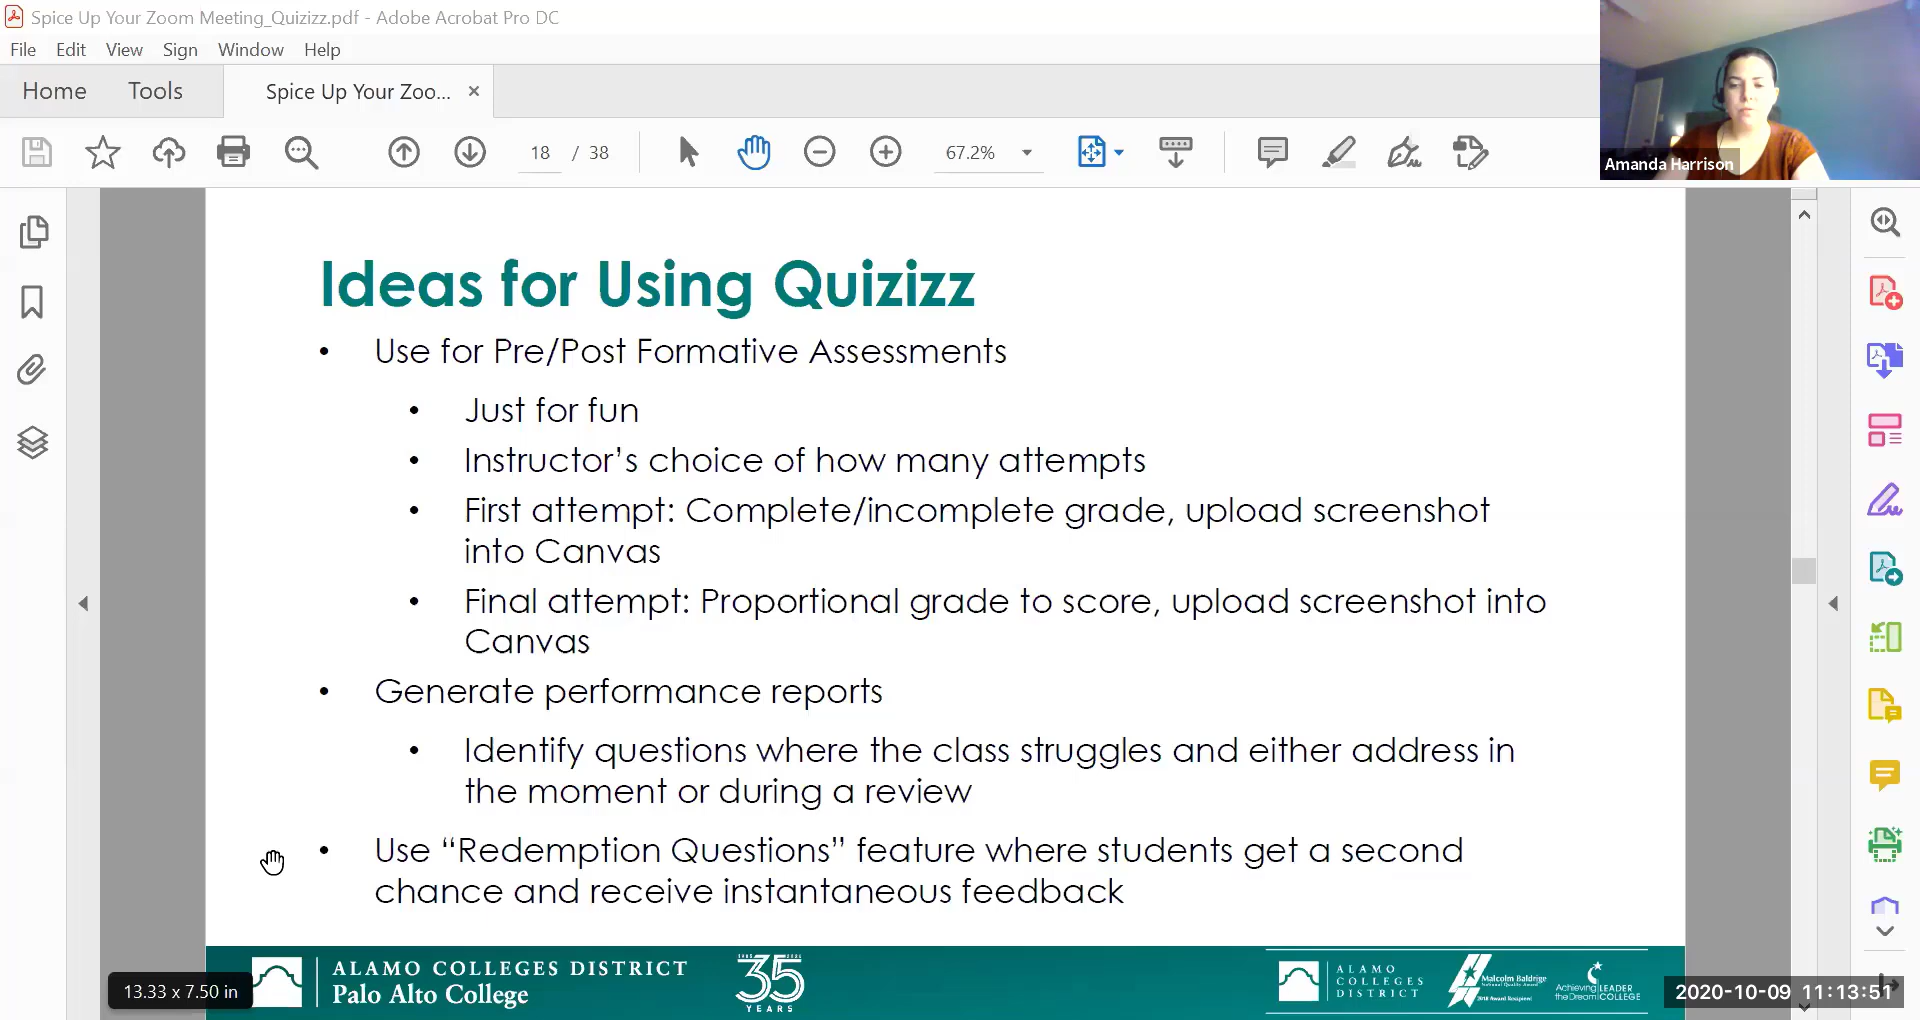 Spice Up Your Zoom Meeting_Quizizz.pdf - Adobe Acrobat Pro DC
File Edit View Sign Window Help
Home Tools Spice Up Your Zoo... ×
18 / 38 67.2%
Amanda Harrison
Ideas for Using Quizizz
• Use for Pre/Post Formative Assessments
• Just for fun
• Instructor’s choice of how many attempts
• First attempt: Complete/incomplete grade, upload screenshot
into Canvas
• Final attempt: Proportional grade to score, upload screenshot into
Canvas
• Generate performance reports
• Identify questions where the class struggles and either address in
the moment or during a review
• Use “Redemption Questions” feature where students get a second
chance and receive instantaneous feedback
13.33 x 7.50 in
ALAMO COLLEGES DISTRICT
Palo Alto College
35
YEARS
ALAMO
COLLEGES
DISTRICT
Malcolm Baldrige
National Quality Award
2018 Award Recipient
Achieving the Dream
LEADER
COLLEGE
2020-10-09 11:13:51